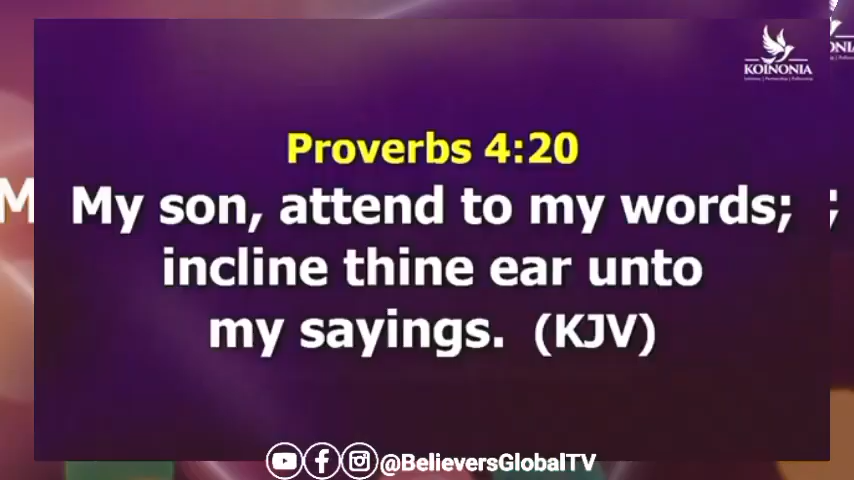 KOINONIA
Proverbs 4:20
My son, attend to my words;
incline thine ear unto
my sayings. (KJV)
@BelieversGlobalTV